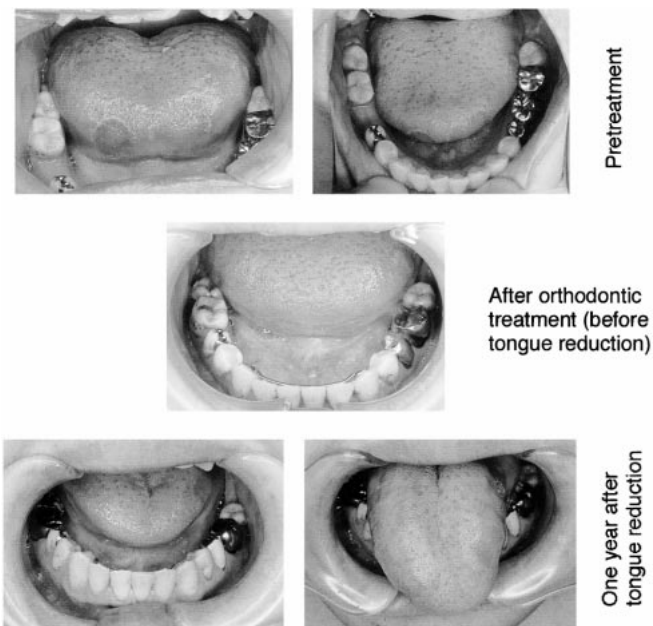 Pretreatment
After orthodontic
treatment (before
tongue reduction)
One year after
tongue reduction